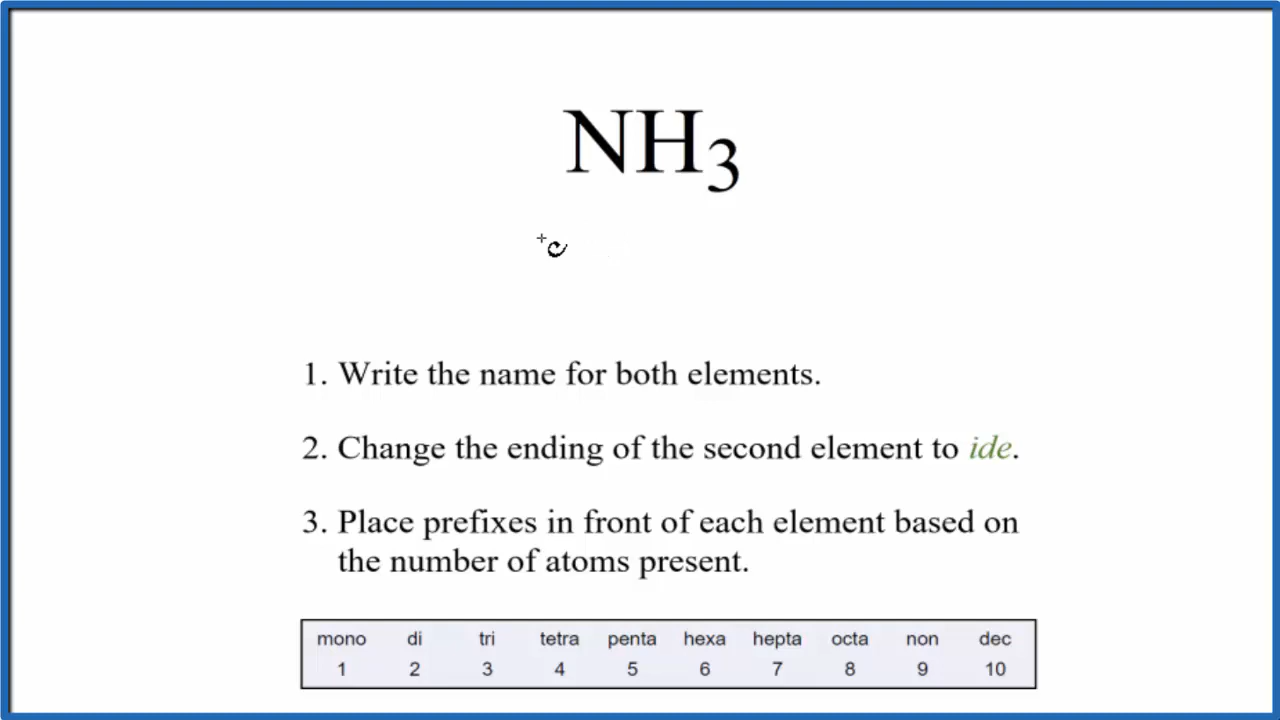 NH₃
1. Write the name for both elements.
2. Change the ending of the second element to ide.
3. Place prefixes in front of each element based on
the number of atoms present.
mono di tri tetra penta hexa hepta octa non dec
1 2 3 4 5 6 7 8 9 10